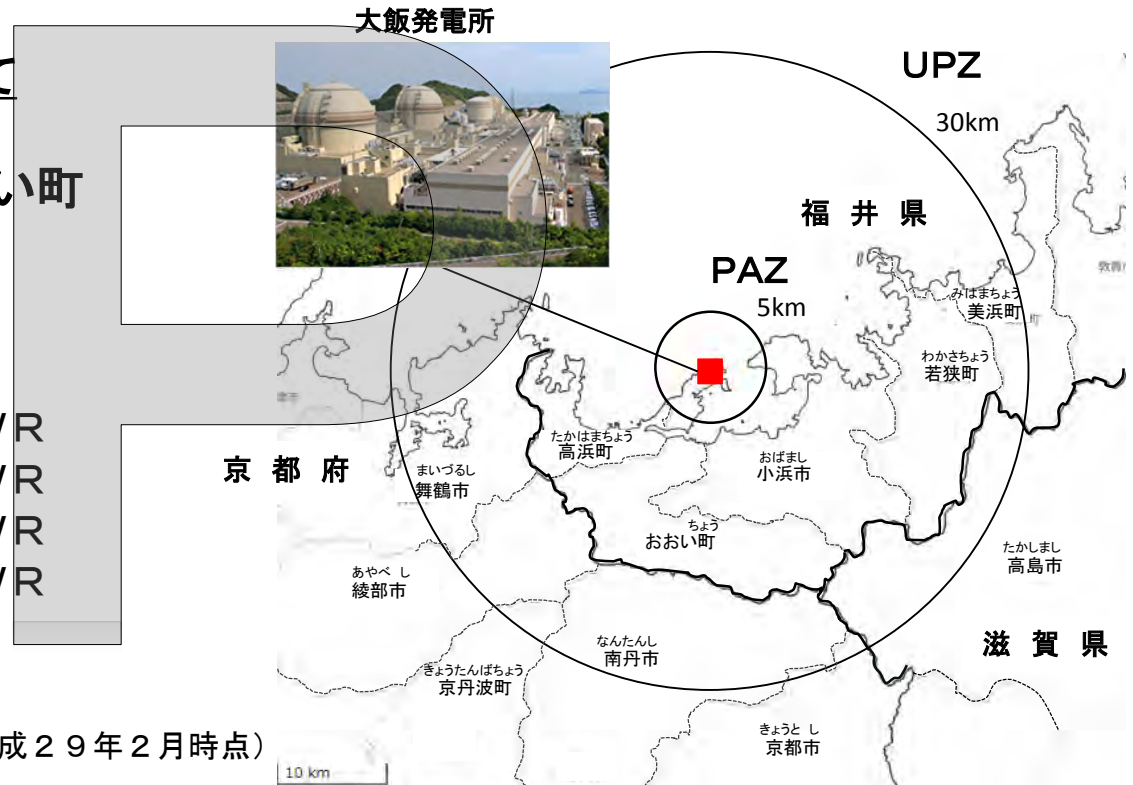 大飯発電所
て
い町
UPZ
30km
福井県
PAZ
5km
みはまちょう
美浜町
わかさちょう
若狭町
たかはまちょう
高浜町
おばまし
小浜市
京都府
まいづるし
舞鶴市
ちょう
おおい町
R
R
R
R
あやべ し
綾部市
たかしまし
高島市
なんたんし
南丹市
滋賀県
きょうたんばちょう
京丹波町
きょうと し
京都市
成29年2月時点)
10 km